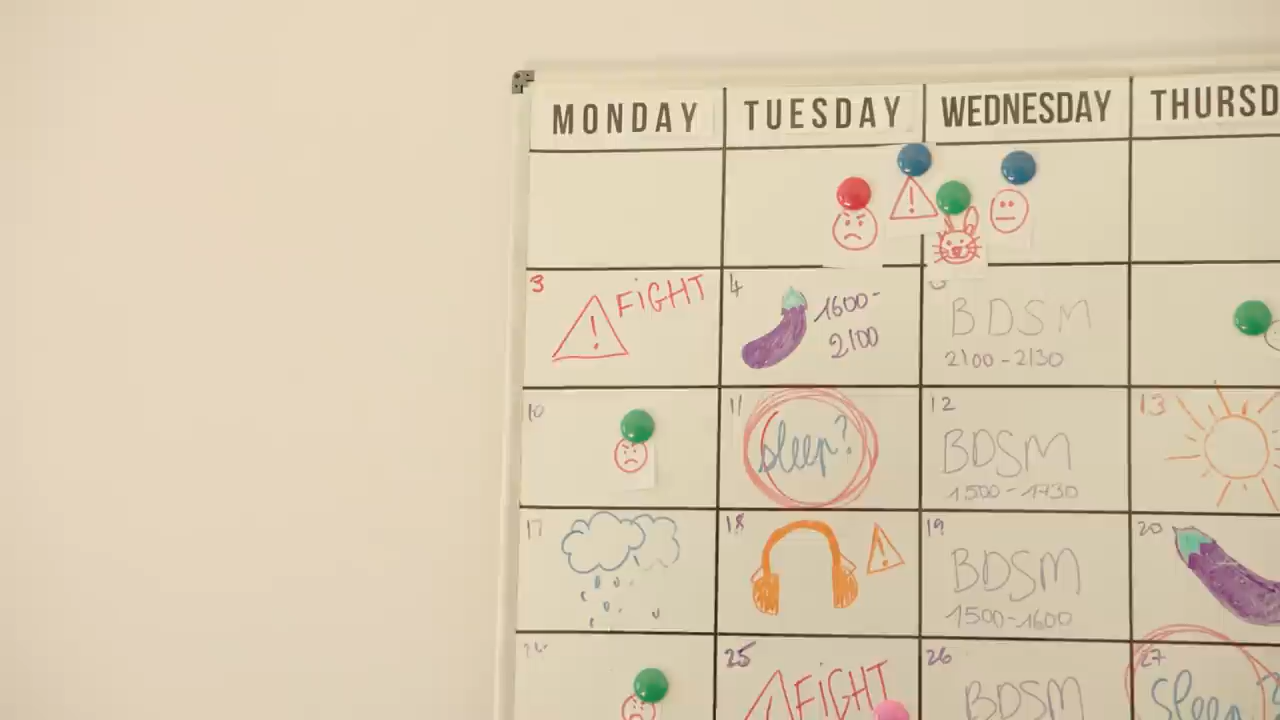 MONDAY TUESDAY WEDNESDAY THURSD
3 FIGHT
4 1600-
2100
BDSM
2100-2130
10
11 sleep?
12 BDSM
1500-1730
13
17
18
19 BDSM
1500-1600
20
25 FIGHT
26 BDSM
27 Sleep?